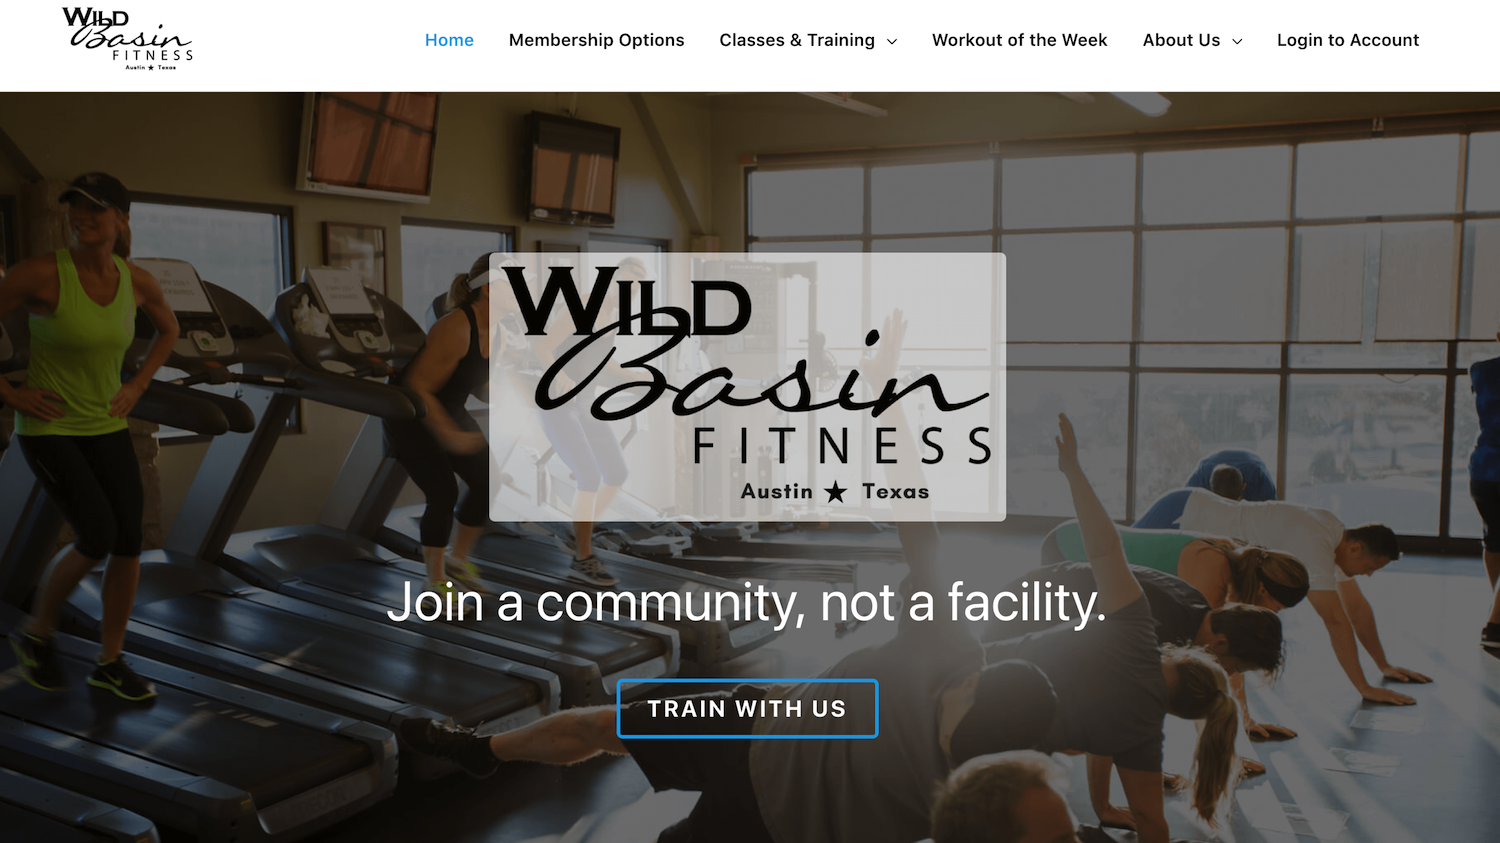 WILD
Basin
FITNESS
Austin ★ Texas
Home
Membership Options
Classes & Training
Workout of the Week
About Us
Login to Account
WILD
Basin
FITNESS
Austin ★ Texas
Join a community, not a facility.
TRAIN WITH US